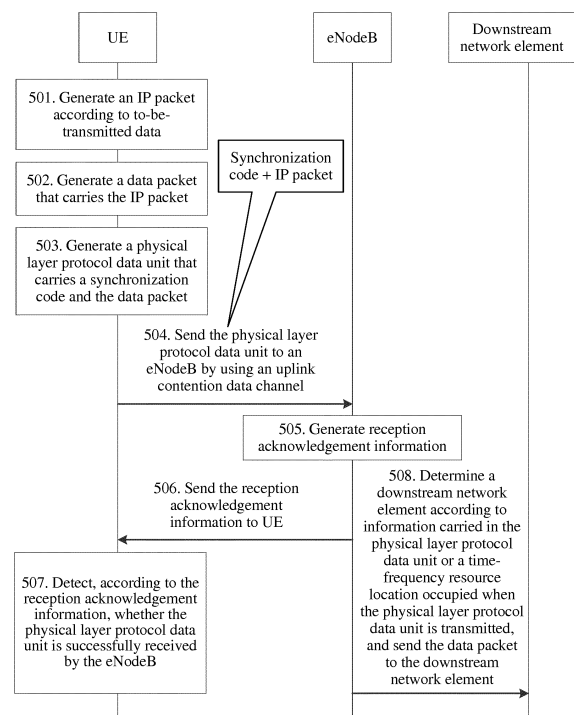 UE
eNodeB
Downstream
network element
501. Generate an IP packet
according to to-be-
transmitted data
502. Generate a data packet
that carries the IP packet
503. Generate a physical
layer protocol data unit that
carries a synchronization
code and the data packet
Synchronization
code + IP packet
504. Send the physical layer
protocol data unit to an
eNodeB by using an uplink
contention data channel
505. Generate reception
acknowledgement information
506. Send the reception
acknowledgement
information to UE
507. Detect, according to the
reception acknowledgement
information, whether the
physical layer protocol data
unit is successfully received
by the eNodeB
508. Determine a
downstream network
element according to
information carried in the
physical layer protocol
data unit or a time-
frequency resource
location occupied when
the physical layer protocol
data unit is transmitted,
and send the data packet
to the downstream
network element